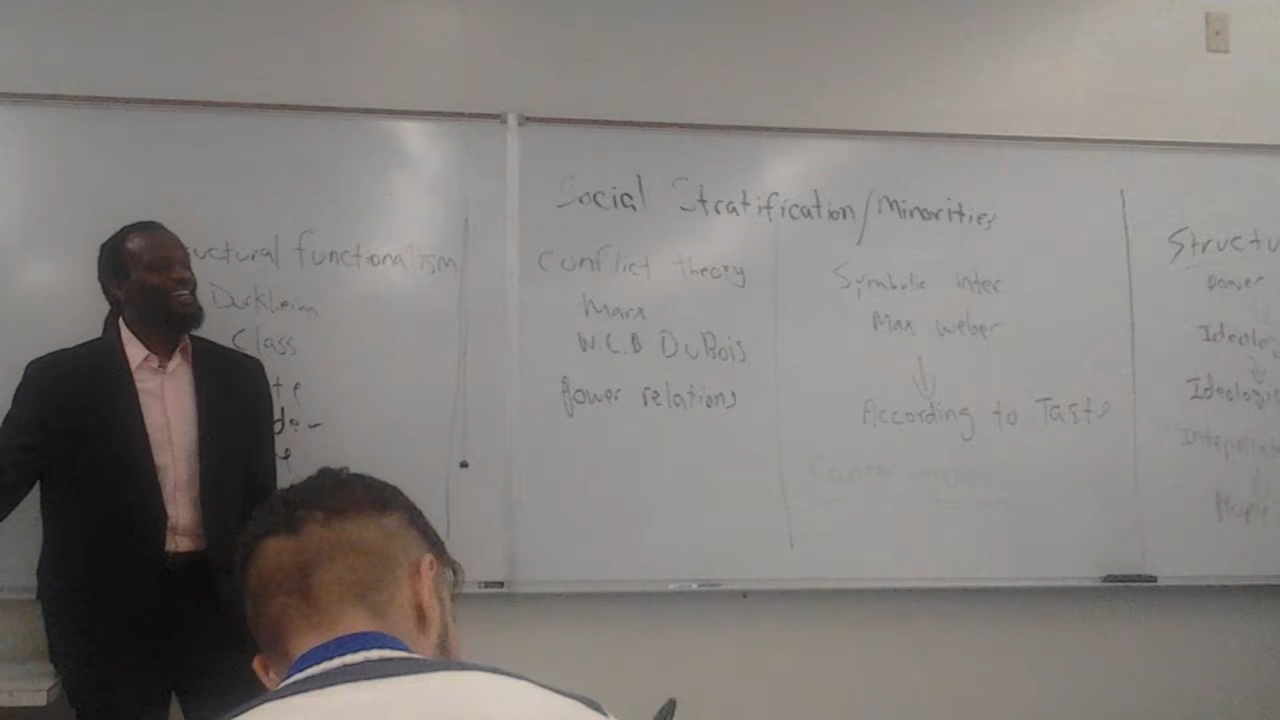 Social Stratification/Minorities
uctural functionalism
Durkheim
Class
Conflict theory
Marx
W.E.B DuBois
Power relations
Symbolic inter
Max weber
According to Taste
Structu
Power
Ideolog